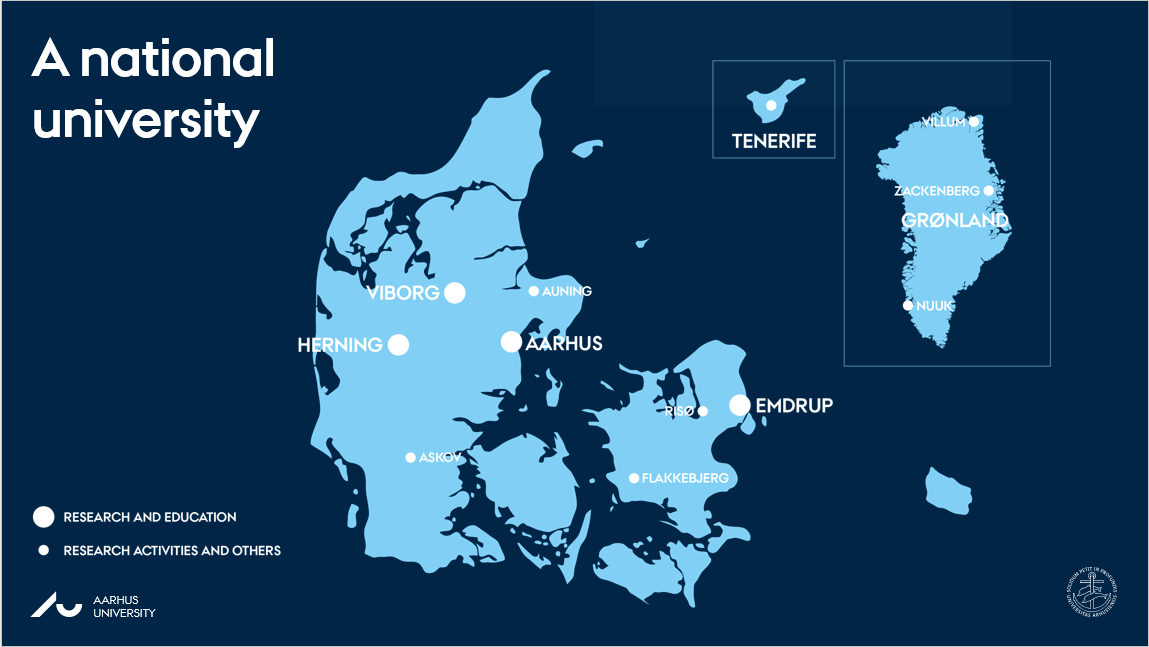 A national
university
TENERIFE
VILLUM
ZACKENBERG
GRØNLAND
NUUK
VIBORG
AUNING
HERNING
AARHUS
RISØ
EMDRUP
ASKOV
FLAKKEBJERG
RESEARCH AND EDUCATION
RESEARCH ACTIVITIES AND OTHERS
AARHUS
UNIVERSITY